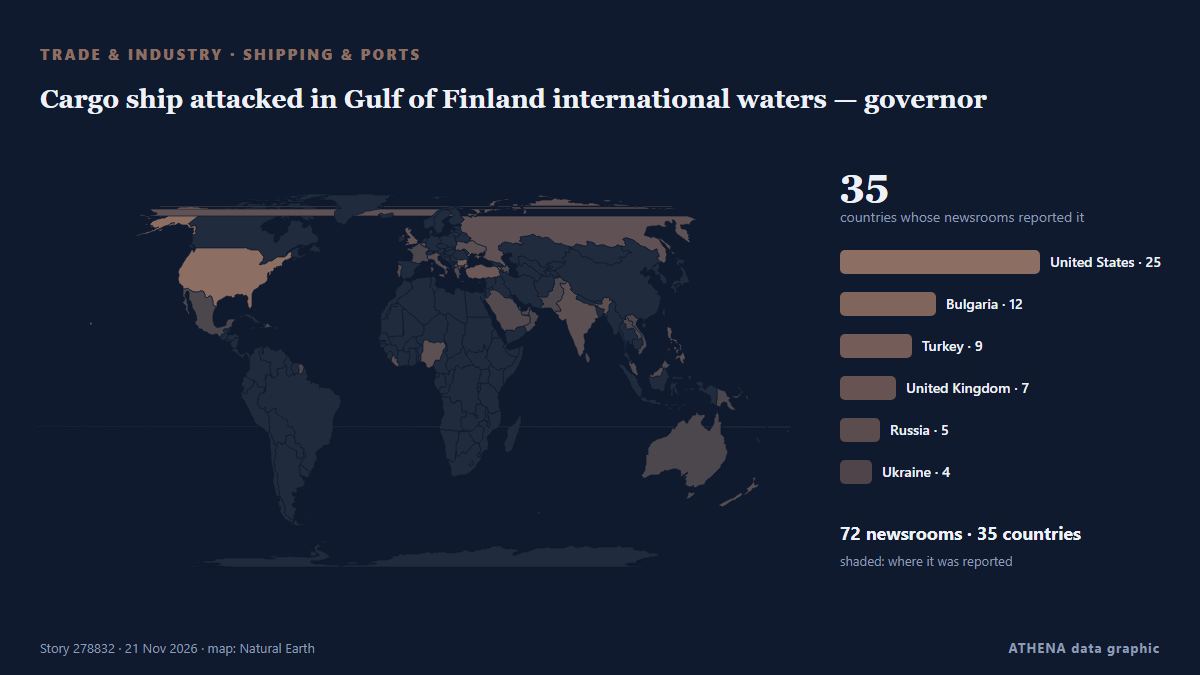 TRADE & INDUSTRY · SHIPPING & PORTS
Cargo ship attacked in Gulf of Finland international waters — governor
35
countries whose newsrooms reported it
United States · 25
Bulgaria · 12
Turkey · 9
United Kingdom · 7
Russia · 5
Ukraine · 4
72 newsrooms · 35 countries
shaded: where it was reported
Story 278832 · 21 Nov 2026 · map: Natural Earth
ATHENA data graphic